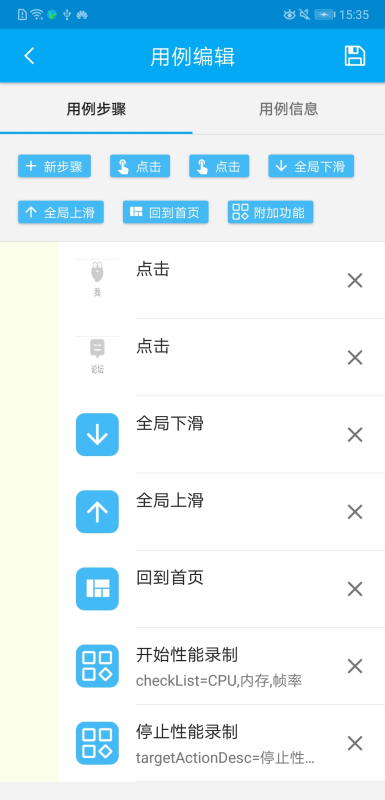 15:35
用例编辑
用例步骤
用例信息
新步骤
点击
点击
全局下滑
全局上滑
回到首页
附加功能
点击
我
点击
论坛
全局下滑
全局上滑
回到首页
开始性能录制
checkList=CPU,内存,帧率
停止性能录制
targetActionDesc=停止性...